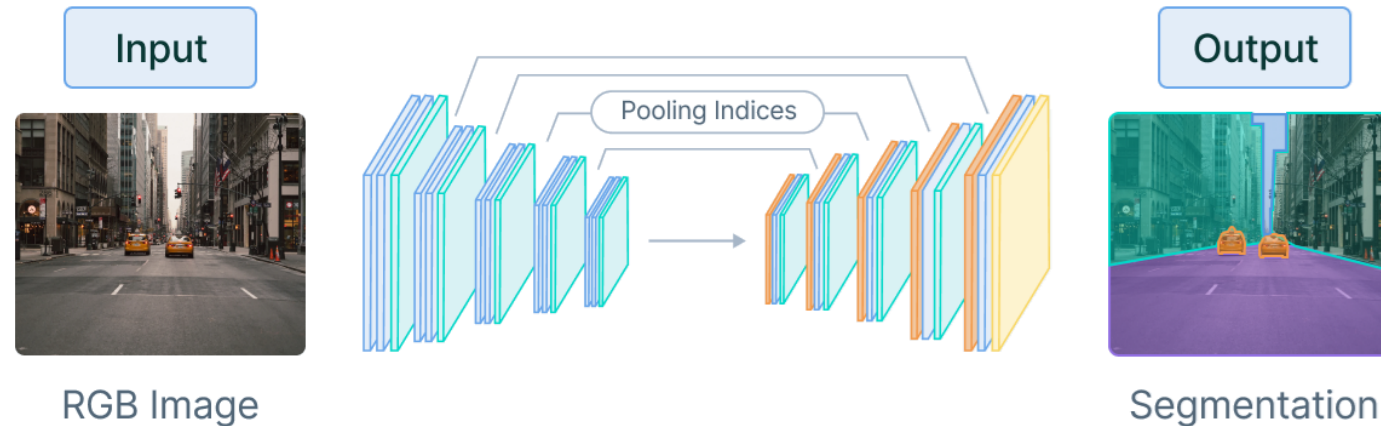 Input
Output
Pooling Indices
RGB Image
Segmentation